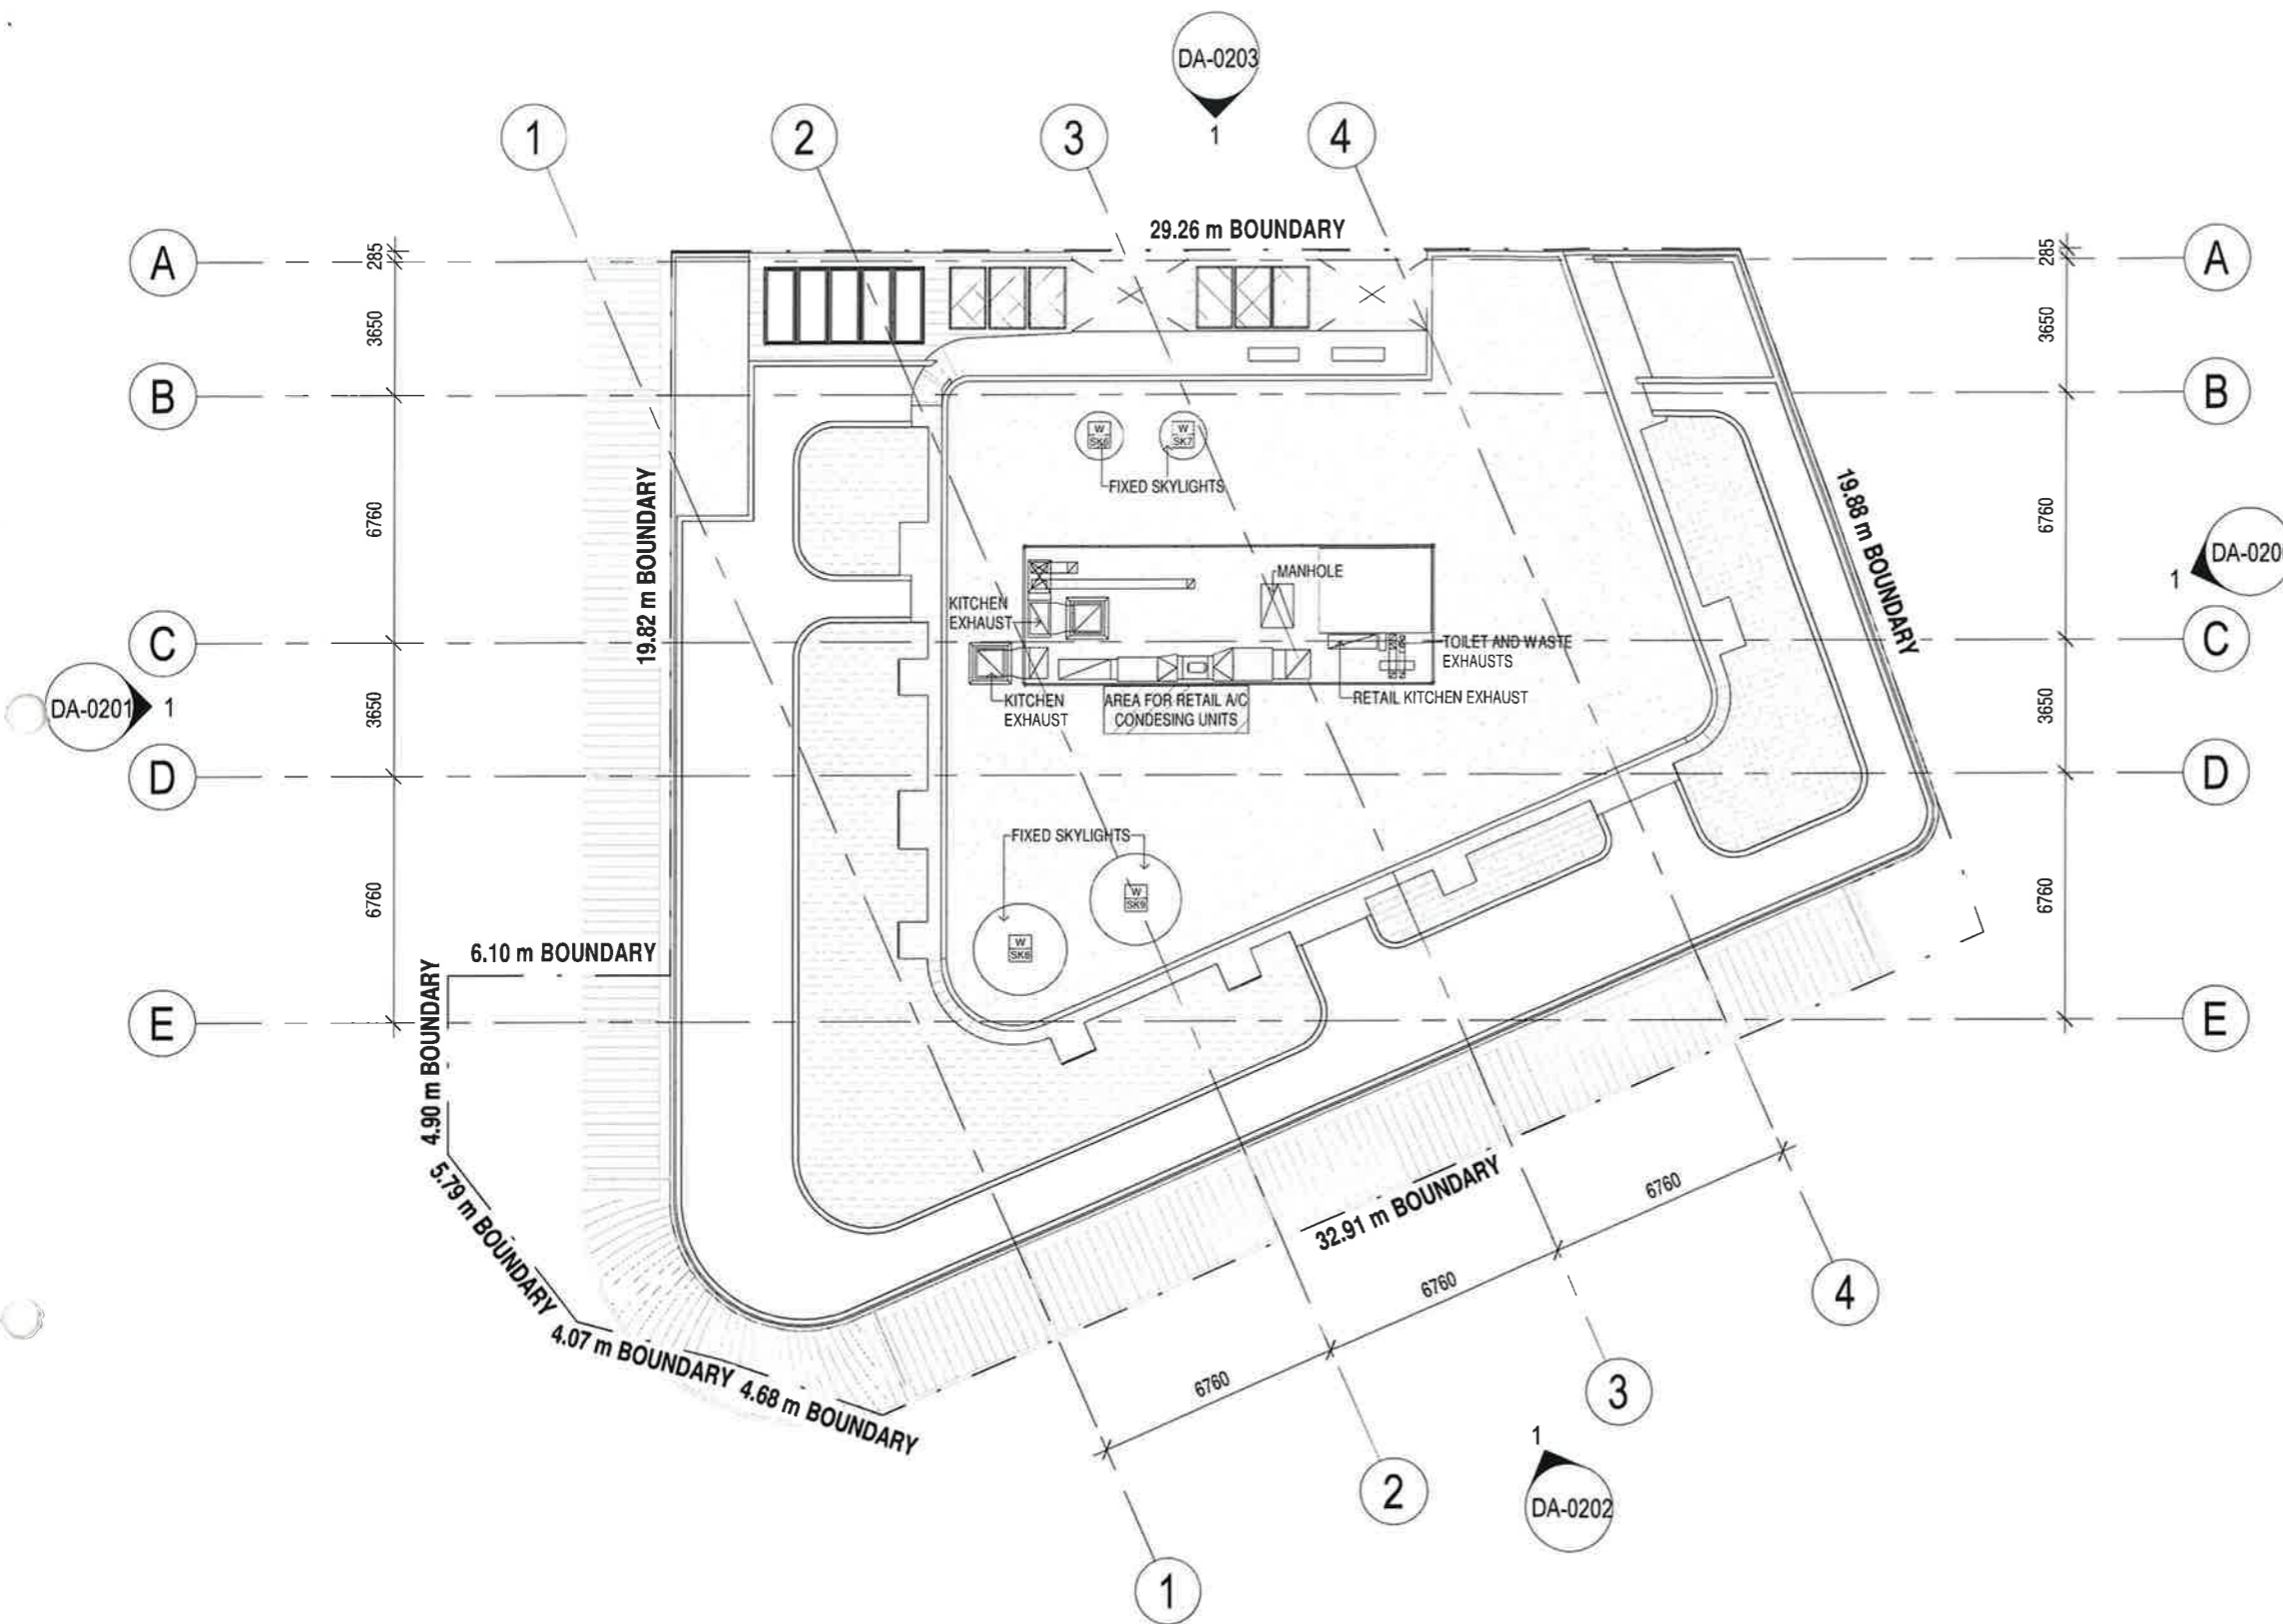 DA-0203
1
1
2
3
4
29.26 m BOUNDARY
A
285
285
A
3650
3650
B
B
W
SK7
FIXED SKYLIGHTS
19.82 m BOUNDARY
19.88 m BOUNDARY
6760
6760
DA-020
1
MANHOLE
KITCHEN
EXHAUST
C
C
TOILET AND WASTE
EXHAUSTS
DA-0201
1
KITCHEN
EXHAUST
AREA FOR RETAIL A/C
CONDESING UNITS
RETAIL KITCHEN EXHAUST
3650
3650
D
D
FIXED SKYLIGHTS
W
SK9
6760
6760
W
6.10 m BOUNDARY
4.90 m BOUNDARY
E
E
5.79 m BOUNDARY
4.07 m BOUNDARY
4.68 m BOUNDARY
32.91 m BOUNDARY
6760
6760
6760
4
3
2
1
1
DA-0202